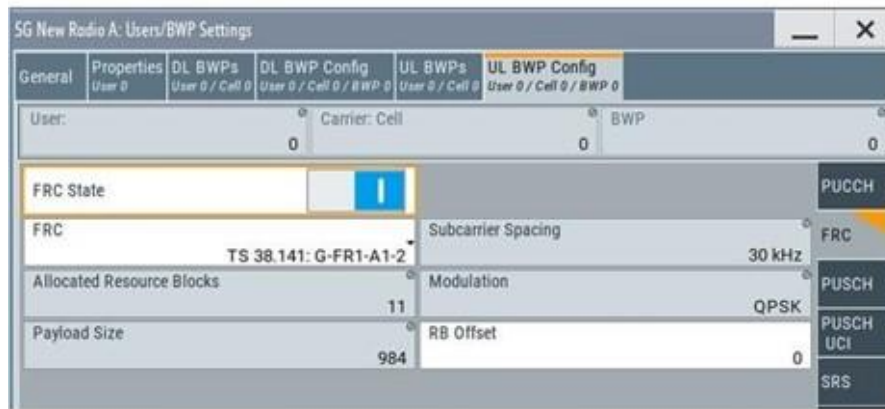 5G New Radio A: Users/BWP Settings
General
Properties
User 0
DL BWPs
User 0 / Cell 0
DL BWP Config
User 0 / Cell 0 / BWP 0
UL BWPs
User 0 / Cell 0
UL BWP Config
User 0 / Cell 0 / BWP 0
User:
0
Carrier: Cell
0
BWP
0
FRC State
PUCCH
FRC
TS 38.141: G-FR1-A1-2
Subcarrier Spacing
30 kHz
FRC
Allocated Resource Blocks
11
Modulation
QPSK
PUSCH
Payload Size
984
RB Offset
0
PUSCH
UCI
SRS